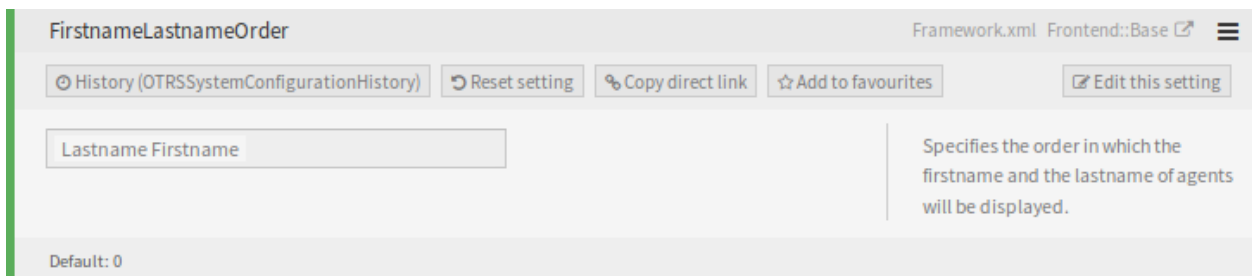 FirstnameLastnameOrder Framework.xml Frontend::Base
History (OTRSSystemConfigurationHistory) Reset setting Copy direct link Add to favourites Edit this setting
Lastname Firstname
Specifies the order in which the
firstname and the lastname of agents
will be displayed.
Default: 0